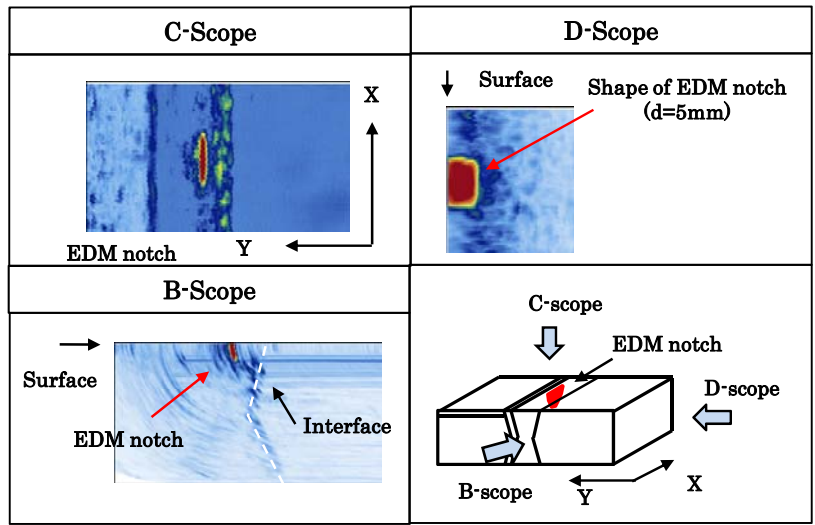 C-Scope
X
EDM notch
Y
D-Scope
Surface
Shape of EDM notch
(d=5mm)
B-Scope
Surface
EDM notch
Interface
C-scope
EDM notch
D-scope
B-scope
Y
X